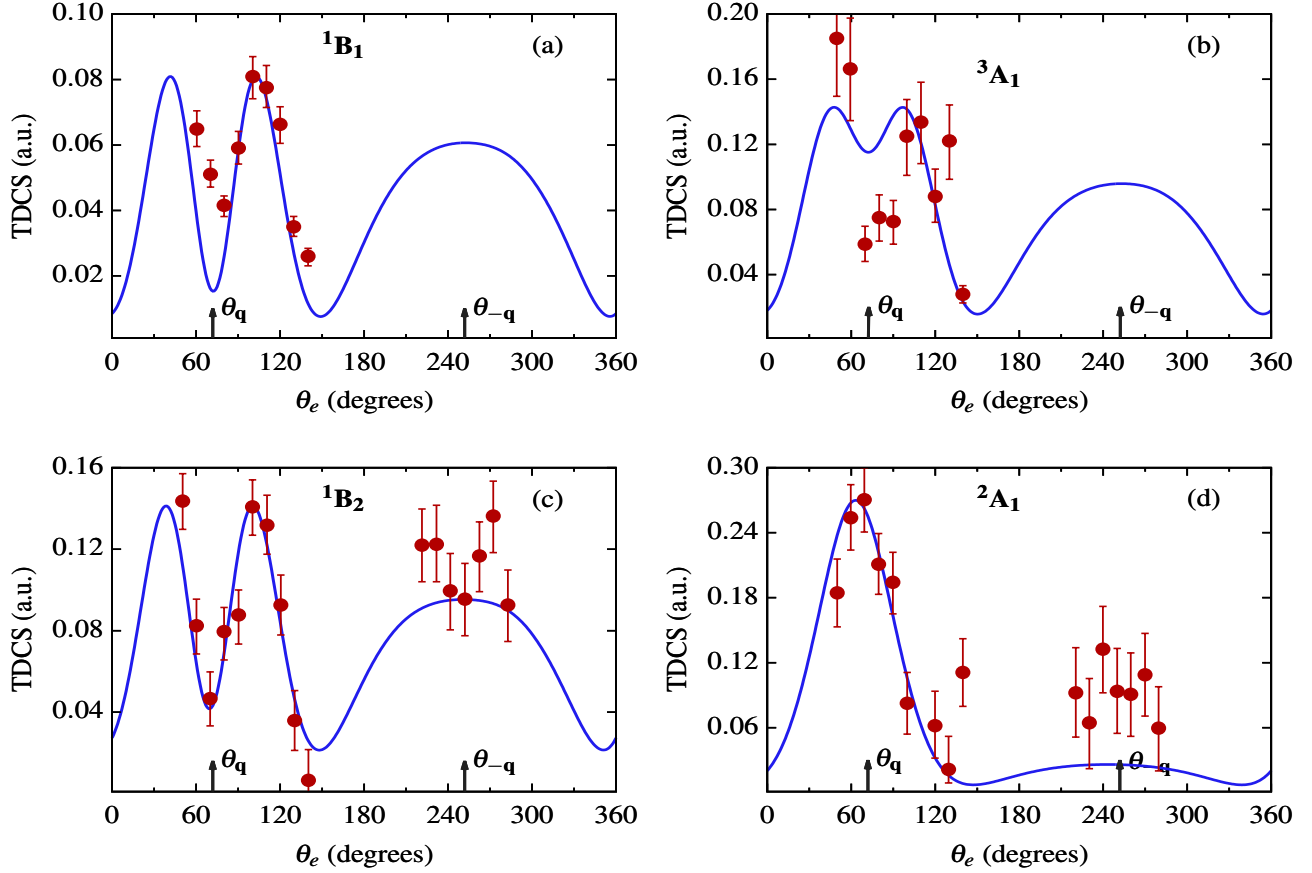 0.10
0.08
0.06
0.04
0.02
TDCS (a.u.)
¹B₁
(a)
θq
θ−q
0 60 120 180 240 300 360
θe (degrees)
0.20
0.16
0.12
0.08
0.04
TDCS (a.u.)
³A₁
(b)
θq
θ−q
0 60 120 180 240 300 360
θe (degrees)
0.16
0.12
0.08
0.04
TDCS (a.u.)
¹B₂
(c)
θq
θ−q
0 60 120 180 240 300 360
θe (degrees)
0.30
0.24
0.18
0.12
0.06
TDCS (a.u.)
²A₁
(d)
θq
θ−q
0 60 120 180 240 300 360
θe (degrees)